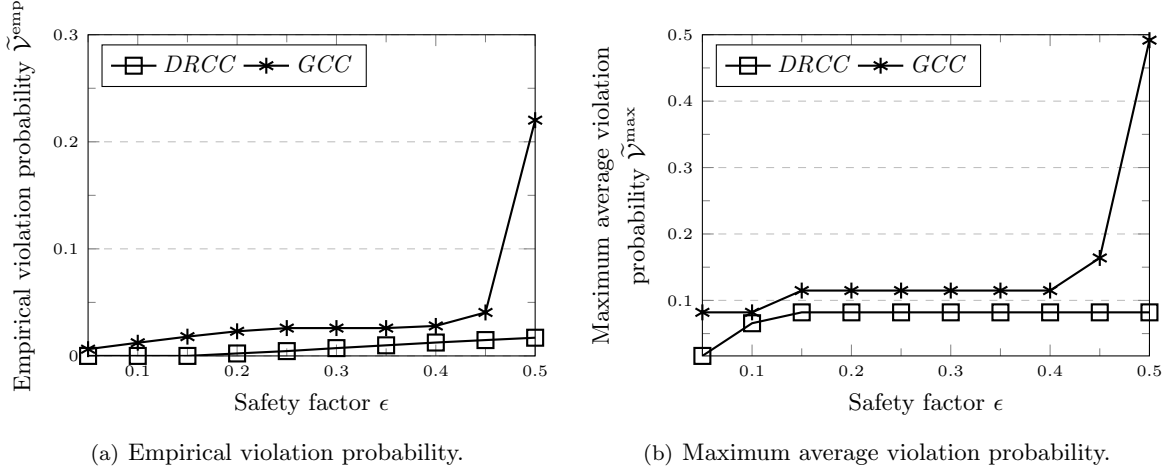 Empirical violation probability Ṽ^emp
0.3
0.2
0.1
0
DRCC GCC
0.1 0.2 0.3 0.4 0.5
Safety factor ϵ
(a) Empirical violation probability.
Maximum average violation
probability Ṽ^max
0.5
0.4
0.3
0.2
0.1
DRCC GCC
0.1 0.2 0.3 0.4 0.5
Safety factor ϵ
(b) Maximum average violation probability.